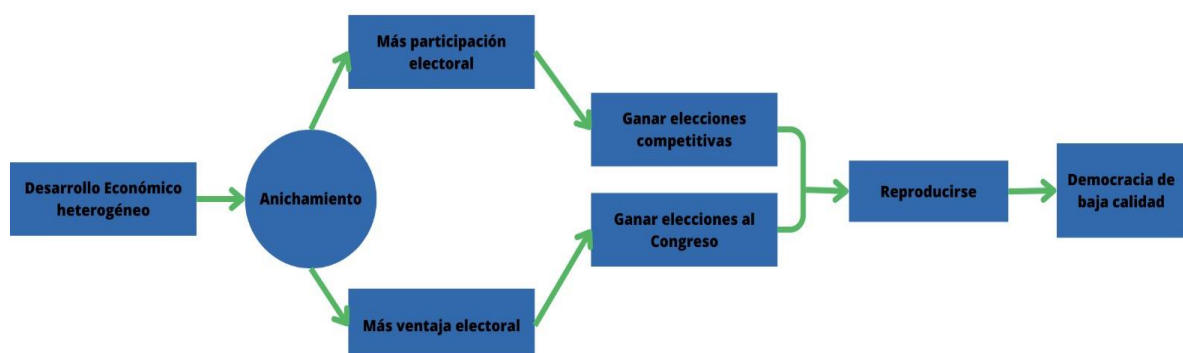 Desarrollo Económico
heterogéneo
Anichamiento
Más participación
electoral
Más ventaja electoral
Ganar elecciones
competitivas
Ganar elecciones al
Congreso
Reproducirse
Democracia de
baja calidad